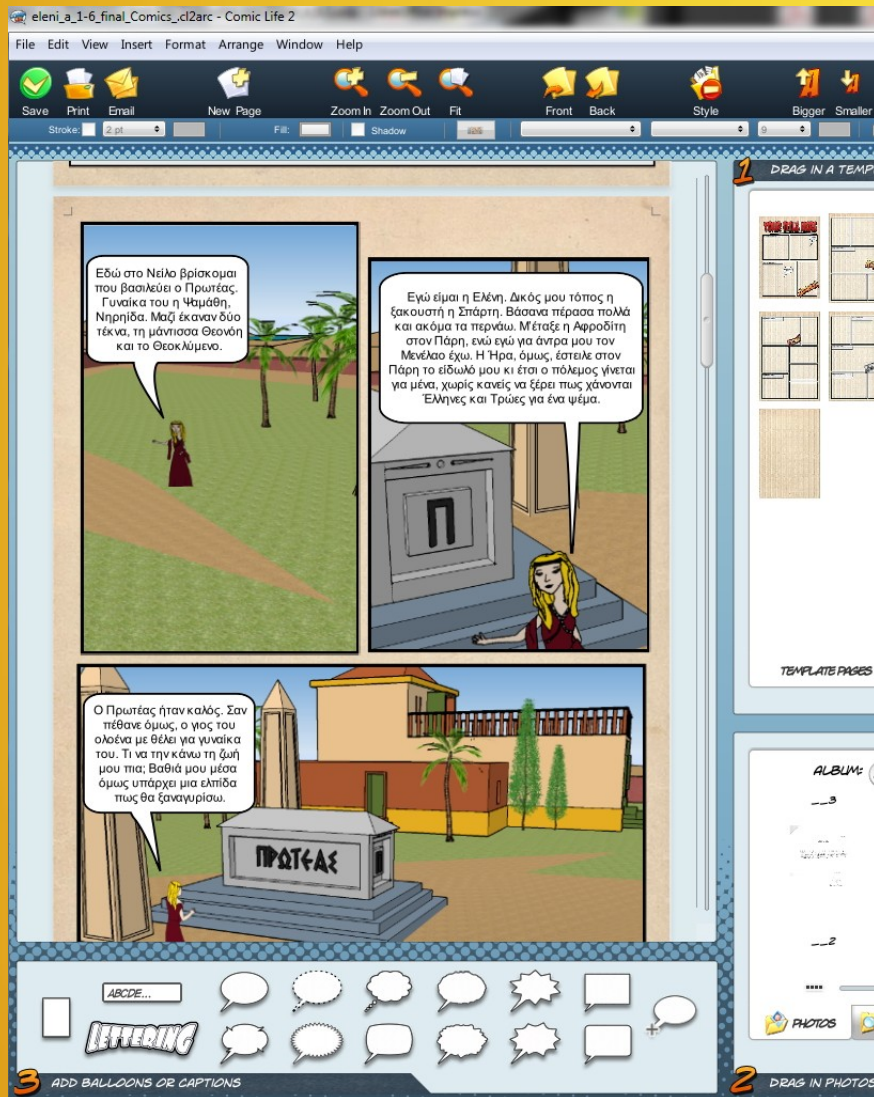 eleni_a_1-6_final_Comics_.cl2arc - Comic Life 2
File Edit View Insert Format Arrange Window Help
Save Print Email New Page Zoom In Zoom Out Fit Front Back Style Bigger Smaller
Stroke: 2 pt Fill: Shadow 9
1 DRAG IN A TEMP
Εδώ στο Νείλο βρίσκομαι
που βασιλεύει ο Πρωτέας.
Γυναίκα του η Ψαμάθη,
Νηρηίδα. Μαζί έκαναν δύο
τέκνα, τη μάντισσα Θεονόη
και το Θεοκλύμενο.
Εγώ είμαι η Ελένη. Δικός μου τόπος η
ξακουστή η Σπάρτη. Βάσανα πέρασα πολλά
και ακόμα τα περνάω. Μ'έταξε η Αφροδίτη
στον Πάρη, ενώ εγώ για άντρα μου τον
Μενέλαο έχω. Η Ήρα, όμως, έστειλε στον
Πάρη το είδωλό μου κι έτσι ο πόλεμος γίνεται
για μένα, χωρίς κανείς να ξέρει πως χάνονται
Έλληνες και Τρώες για ένα ψέμα.
Π
Ο Πρωτέας ήταν καλός. Σαν
πέθανε όμως, ο γιος του
ολοένα με θέλει για γυναίκα
του. Τι να την κάνω τη ζωή
μου πια; Βαθιά μου μέσα
όμως υπάρχει μια ελπίδα
πως θα ξαναγυρίσω.
ΠΡΩΤΕΑΣ
TEMPLATE PAGES
ALBUM:
__3
__2
PHOTOS
ABCDE...
LETTERING
3 ADD BALLOONS OR CAPTIONS
2 DRAG IN PHOTOS